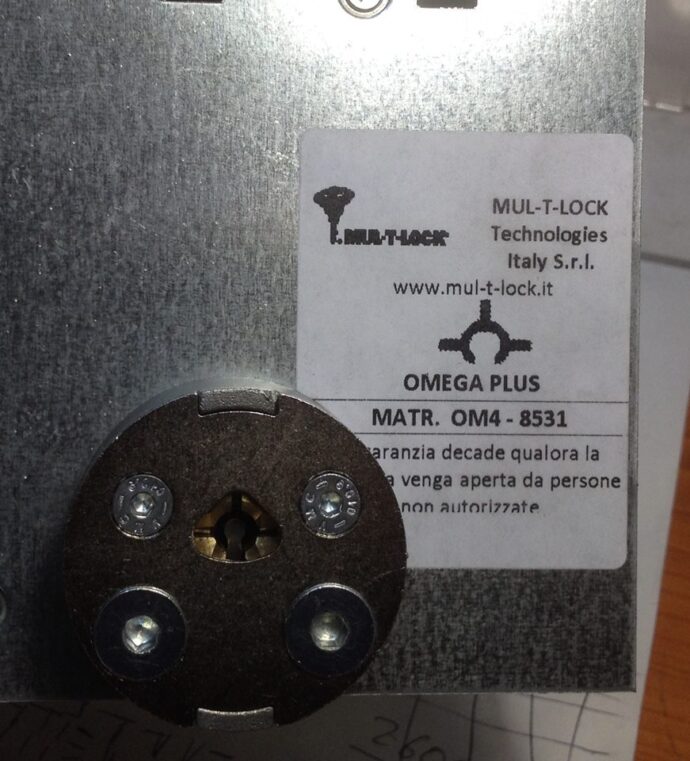 MUL-T-LOCK
MUL-T-LOCK
Technologies
Italy S.r.l.
www.mul-t-lock.it
OMEGA PLUS
MATR. OM4 - 8531
decade qualora la
venga aperta da persone
non autorizzate
260